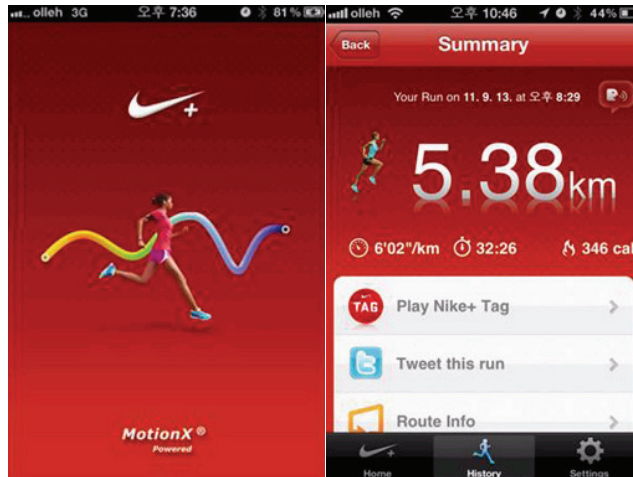 olleh 3G 오후 7:36 81%
+
MotionX®
Powered
olleh 오후 10:46 44%
Back Summary
Your Run on 11. 9. 13. at 오후 8:29
5.38km
6'02"/km 32:26 346 cal
TAG Play Nike+ Tag
Tweet this run
Route Info
Home History Settings